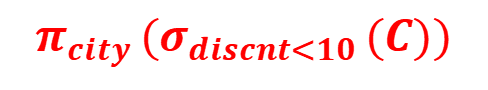 π_city (σ_discnt<10 (C))